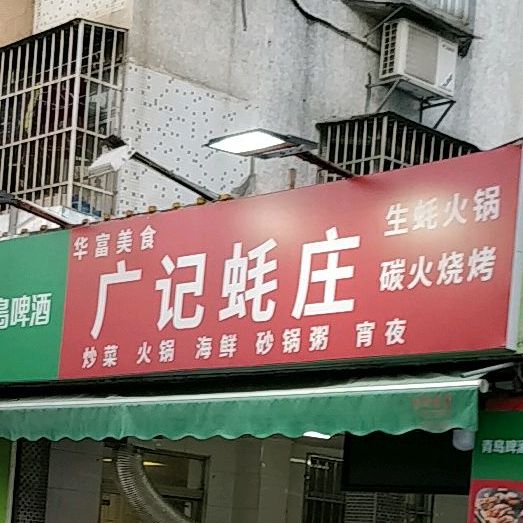 华富美食
广记蚝庄
炒菜 火锅 海鲜 砂锅粥 宵夜
生蚝火锅
碳火烧烤
岛啤酒
青岛啤酒